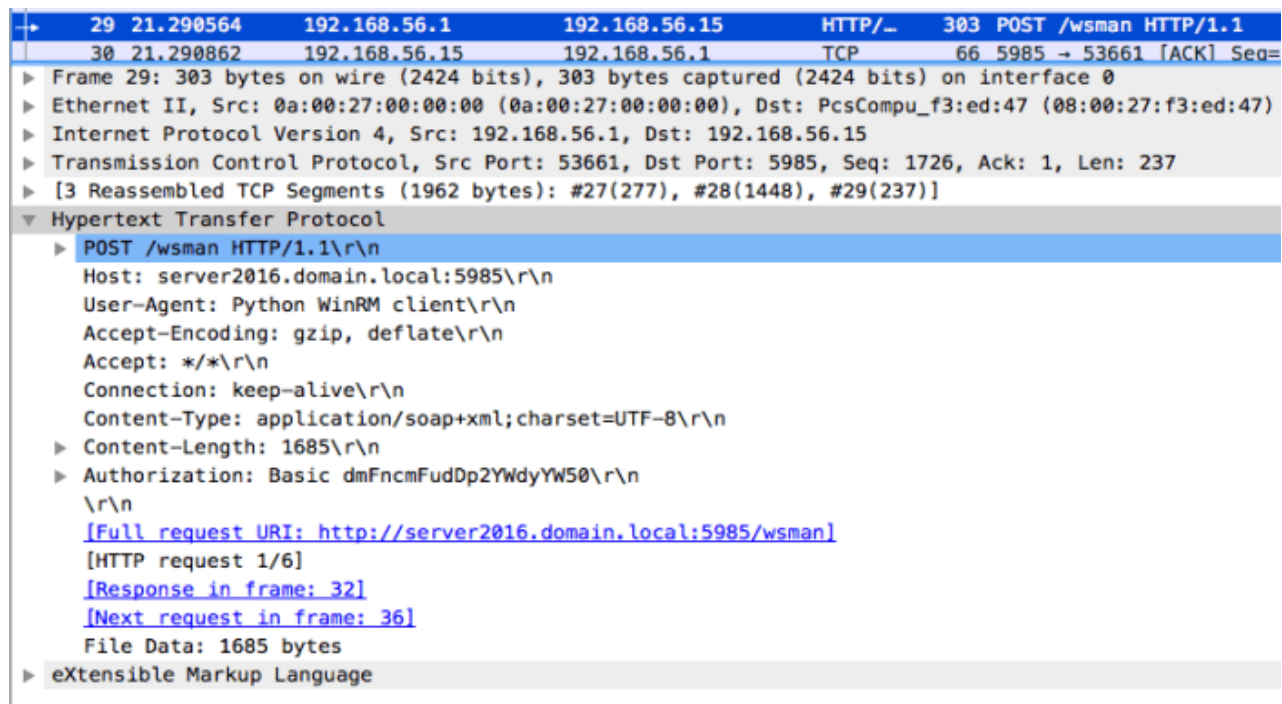 29 21.290564 192.168.56.1 192.168.56.15 HTTP/… 303 POST /wsman HTTP/1.1
30 21.290862 192.168.56.15 192.168.56.1 TCP 66 5985 → 53661 [ACK] Seq=
Frame 29: 303 bytes on wire (2424 bits), 303 bytes captured (2424 bits) on interface 0
Ethernet II, Src: 0a:00:27:00:00:00 (0a:00:27:00:00:00), Dst: PcsCompu_f3:ed:47 (08:00:27:f3:ed:47)
Internet Protocol Version 4, Src: 192.168.56.1, Dst: 192.168.56.15
Transmission Control Protocol, Src Port: 53661, Dst Port: 5985, Seq: 1726, Ack: 1, Len: 237
[3 Reassembled TCP Segments (1962 bytes): #27(277), #28(1448), #29(237)]
Hypertext Transfer Protocol
POST /wsman HTTP/1.1\r\n
Host: server2016.domain.local:5985\r\n
User-Agent: Python WinRM client\r\n
Accept-Encoding: gzip, deflate\r\n
Accept: */*\r\n
Connection: keep-alive\r\n
Content-Type: application/soap+xml;charset=UTF-8\r\n
Content-Length: 1685\r\n
Authorization: Basic dmFncmFudDp2YWdyYW50\r\n
\r\n
[Full request URI: http://server2016.domain.local:5985/wsman]
[HTTP request 1/6]
[Response in frame: 32]
[Next request in frame: 36]
File Data: 1685 bytes
eXtensible Markup Language